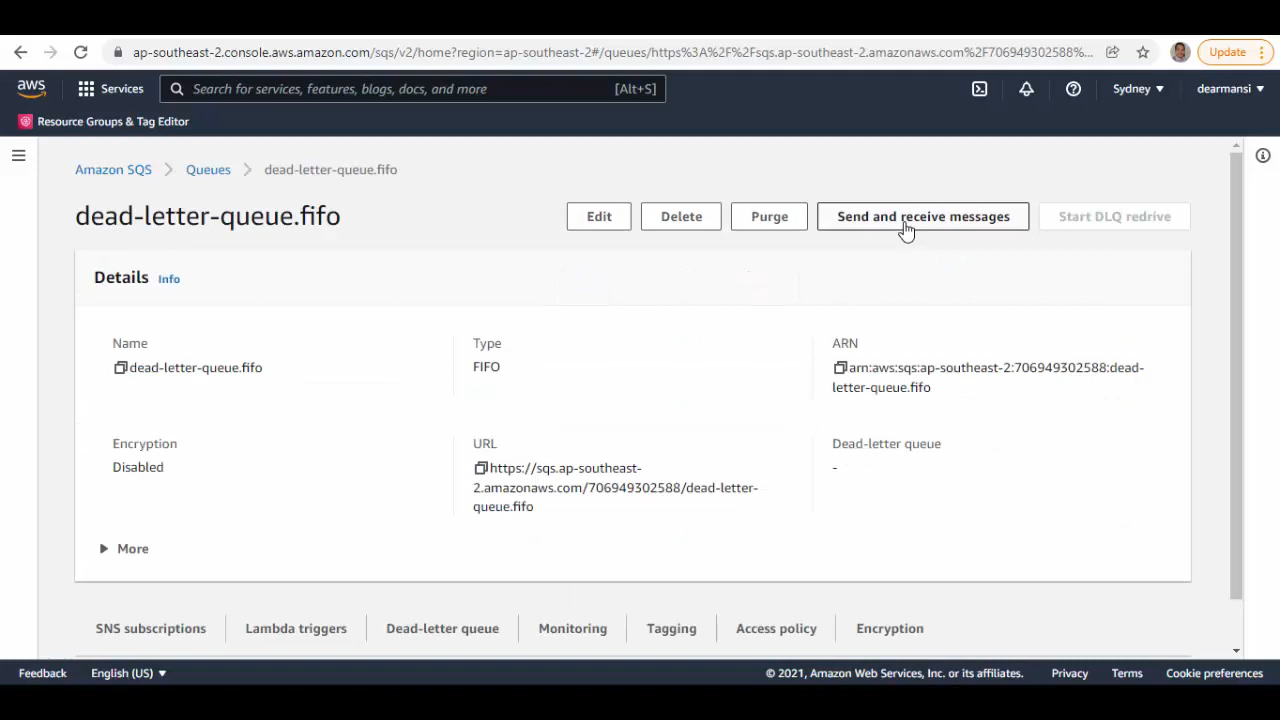 ap-southeast-2.console.aws.amazon.com/sqs/v2/home?region=ap-southeast-2#/queues/https%3A%2F%2Fsqs.ap-southeast-2.amazonaws.com%2F706949302588%...
Update
aws
Services
Search for services, features, blogs, docs, and more
[Alt+S]
Sydney
dearmansi
Resource Groups & Tag Editor
Amazon SQS
Queues
dead-letter-queue.fifo
dead-letter-queue.fifo
Edit
Delete
Purge
Send and receive messages
Start DLQ redrive
Details
Info
Name
dead-letter-queue.fifo
Type
FIFO
ARN
arn:aws:sqs:ap-southeast-2:706949302588:dead-
letter-queue.fifo
Encryption
Disabled
URL
https://sqs.ap-southeast-
2.amazonaws.com/706949302588/dead-letter-
queue.fifo
Dead-letter queue
-
More
SNS subscriptions
Lambda triggers
Dead-letter queue
Monitoring
Tagging
Access policy
Encryption
Feedback
English (US)
© 2021, Amazon Web Services, Inc. or its affiliates.
Privacy
Terms
Cookie preferences